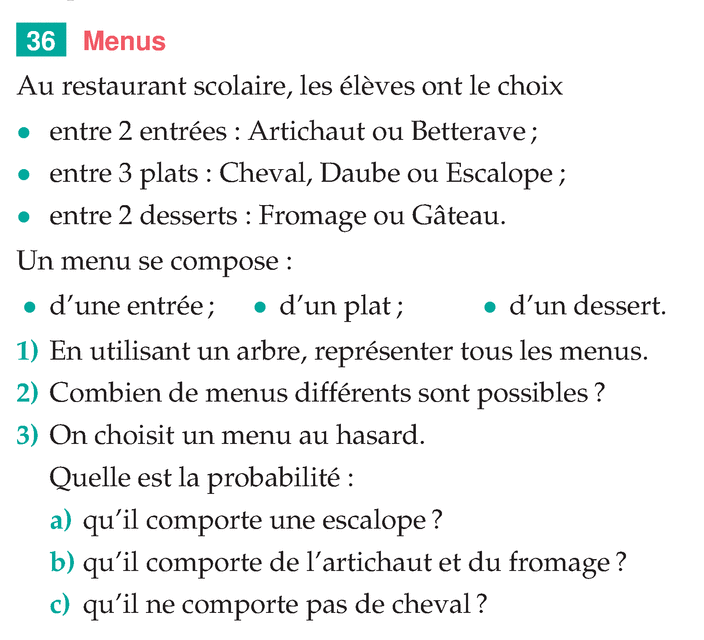 36 Menus
Au restaurant scolaire, les élèves ont le choix
• entre 2 entrées : Artichaut ou Betterave ;
• entre 3 plats : Cheval, Daube ou Escalope ;
• entre 2 desserts : Fromage ou Gâteau.
Un menu se compose :
• d’une entrée ; • d’un plat ; • d’un dessert.
1) En utilisant un arbre, représenter tous les menus.
2) Combien de menus différents sont possibles ?
3) On choisit un menu au hasard.
Quelle est la probabilité :
a) qu’il comporte une escalope ?
b) qu’il comporte de l’artichaut et du fromage ?
c) qu’il ne comporte pas de cheval ?